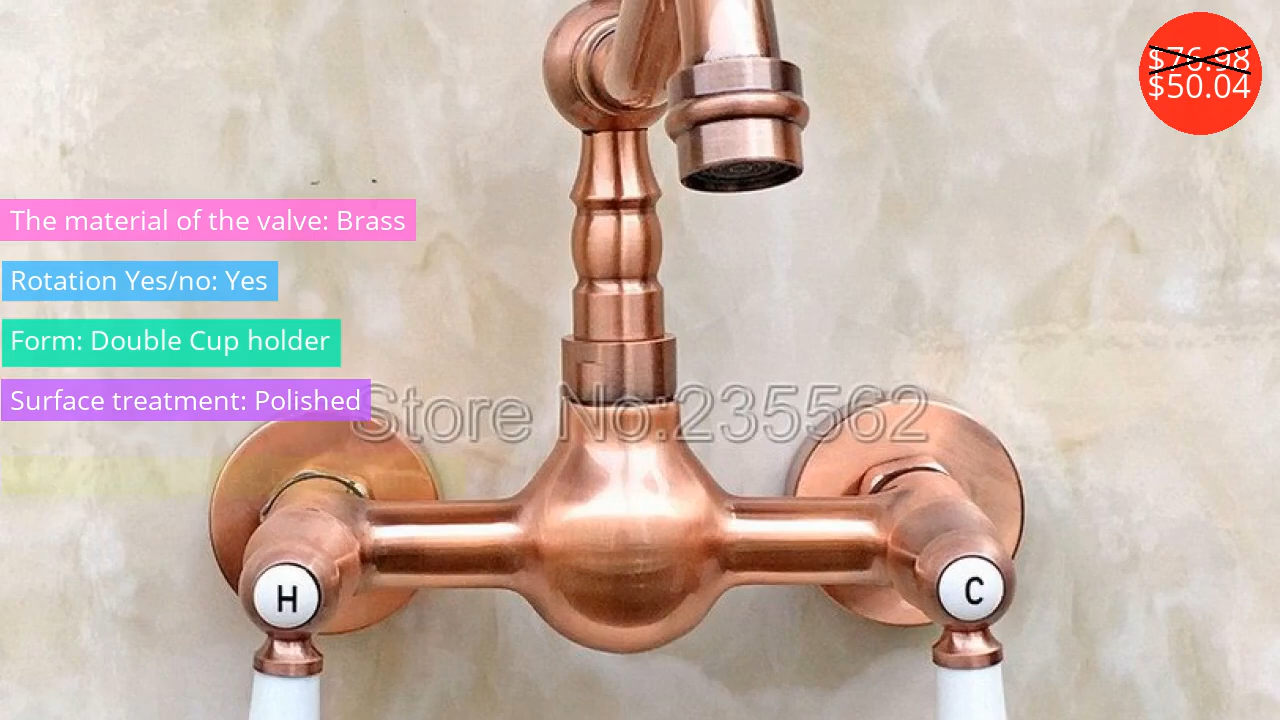 $76.98
$50.04
The material of the valve: Brass
Rotation Yes/no: Yes
Form: Double Cup holder
Surface treatment: Polished
Store No:235562
H
C